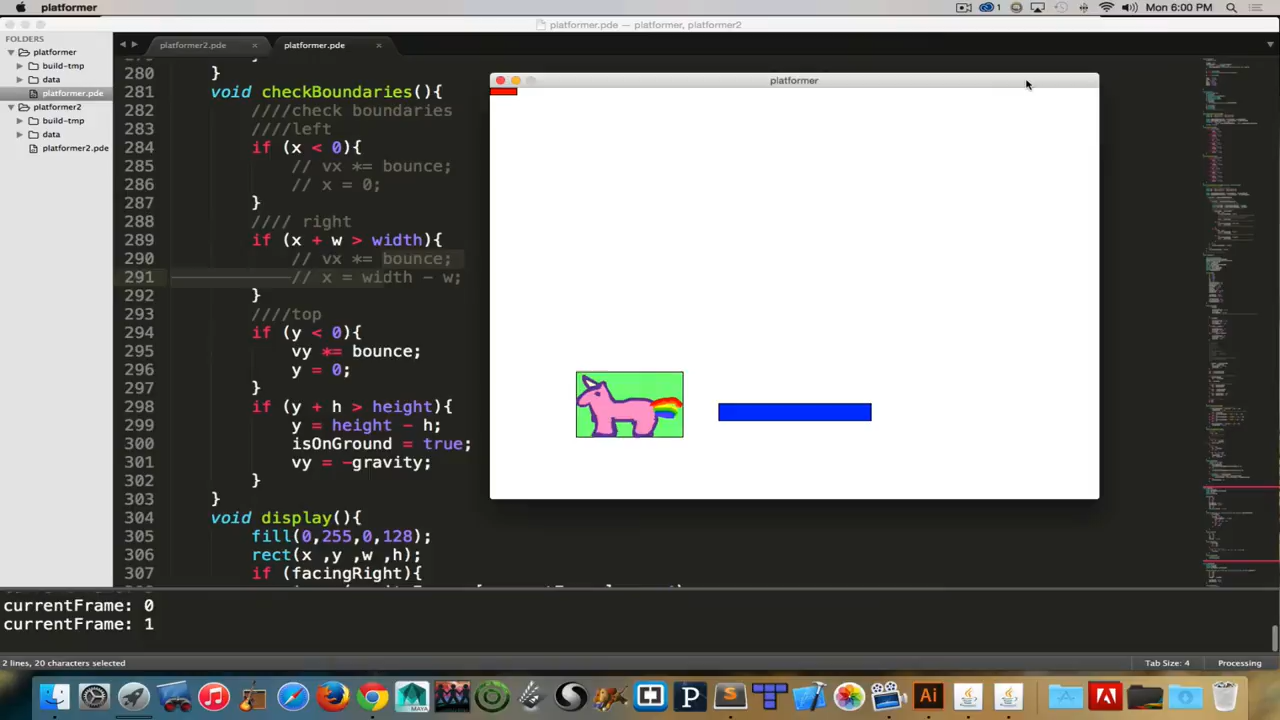 platformer
Mon 6:00 PM
platformer.pde — platformer, platformer2
FOLDERS
platformer
build-tmp
data
platformer.pde
platformer2
build-tmp
data
platformer2.pde
platformer2.pde
platformer.pde
280 }
281 void checkBoundaries(){
282 ////check boundaries
283 ////left
284 if (x < 0){
285 // vx *= bounce;
286 // x = 0;
287 }
288 //// right
289 if (x + w > width){
290 // vx *= bounce;
291 // x = width - w;
292 }
293 ////top
294 if (y < 0){
295 vy *= bounce;
296 y = 0;
297 }
298 if (y + h > height){
299 y = height - h;
300 isOnGround = true;
301 vy = -gravity;
302 }
303 }
304 void display(){
305 fill(0,255,0,128);
306 rect(x ,y ,w ,h);
307 if (facingRight){
platformer
currentFrame: 0
currentFrame: 1
2 lines, 20 characters selected
Tab Size: 4
Processing
MAYA
P
S
Ai